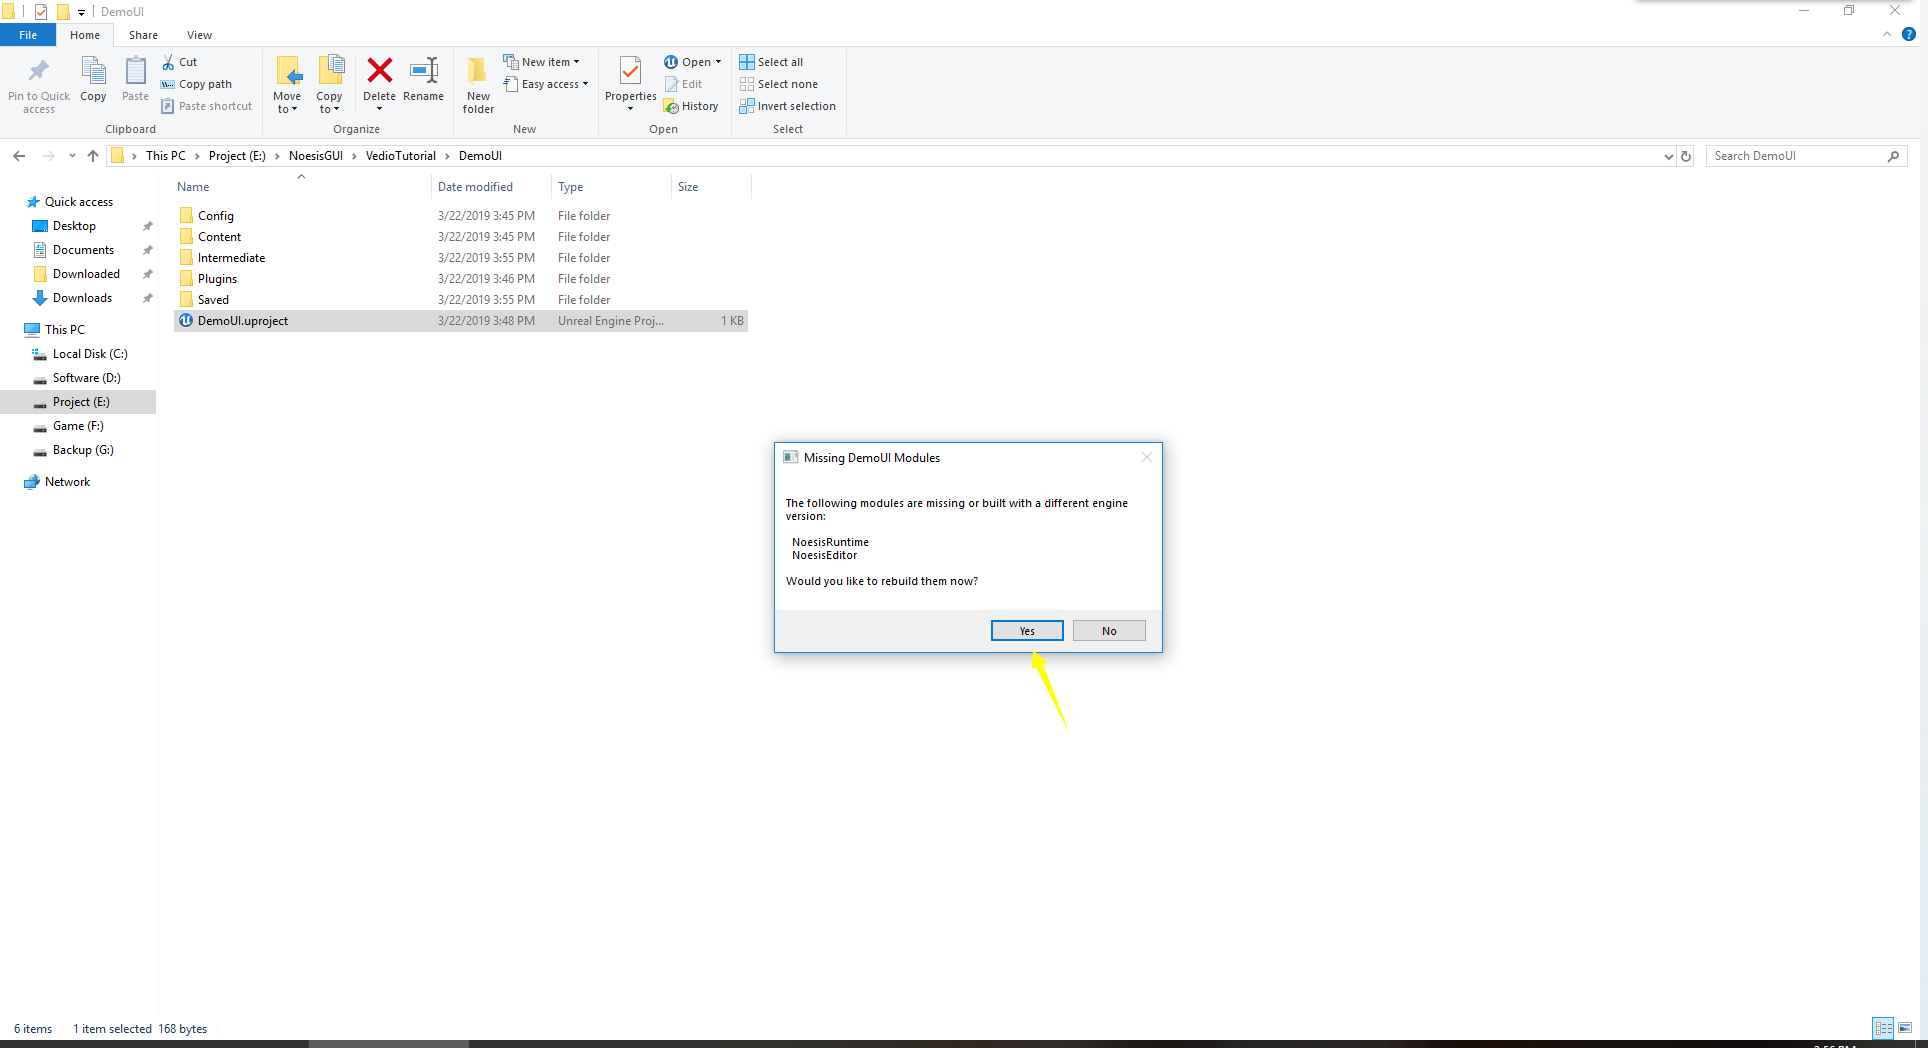 DemoUI
File
Home
Share
View
Pin to Quick access
Copy
Paste
Cut
Copy path
Paste shortcut
Clipboard
Move to
Copy to
Delete
Rename
Organize
New folder
New item
Easy access
New
Properties
Open
Edit
History
Open
Select all
Select none
Invert selection
Select
This PC
Project (E:)
NoesisGUI
VedioTutorial
DemoUI
Search DemoUI
Name Date modified Type Size
Config 3/22/2019 3:45 PM File folder
Content 3/22/2019 3:45 PM File folder
Intermediate 3/22/2019 3:55 PM File folder
Plugins 3/22/2019 3:46 PM File folder
Saved 3/22/2019 3:55 PM File folder
DemoUI.uproject 3/22/2019 3:48 PM Unreal Engine Proj... 1 KB
Quick access
Desktop
Documents
Downloaded
Downloads
This PC
Local Disk (C:)
Software (D:)
Project (E:)
Game (F:)
Backup (G:)
Network
Missing DemoUI Modules
The following modules are missing or built with a different engine
version:
NoesisRuntime
NoesisEditor
Would you like to rebuild them now?
Yes
No
6 items 1 item selected 168 bytes